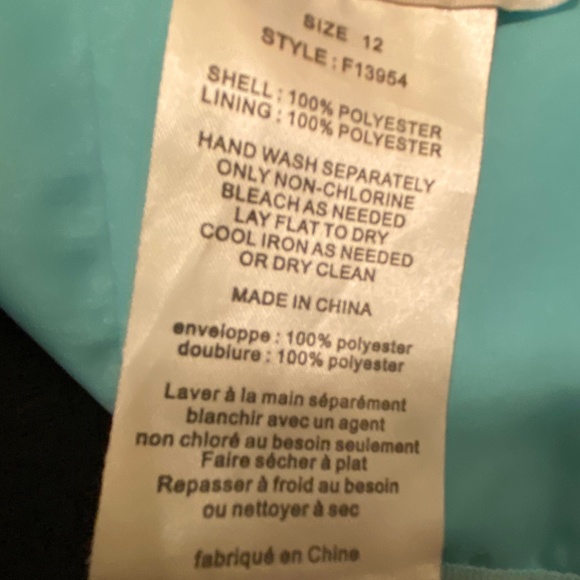 SIZE 12
STYLE : F13954
SHELL : 100% POLYESTER
LINING : 100% POLYESTER
HAND WASH SEPARATELY
ONLY NON-CHLORINE
BLEACH AS NEEDED
LAY FLAT TO DRY
COOL IRON AS NEEDED
OR DRY CLEAN
MADE IN CHINA
enveloppe : 100% polyester
doublure : 100% polyester
Laver à la main séparément
blanchir avec un agent
non chloré au besoin seulement
Faire sécher à plat
Repasser à froid au besoin
ou nettoyer à sec
fabriqué en Chine